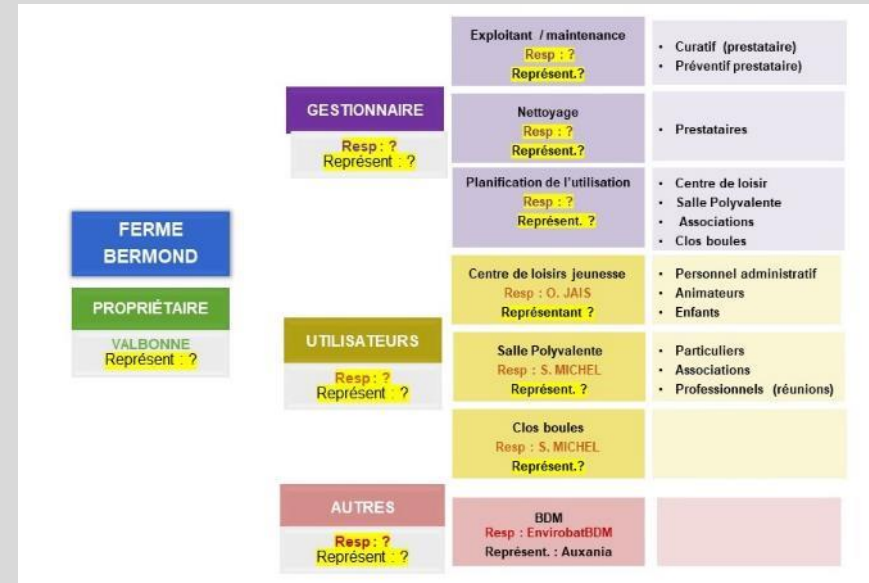 FERME
BERMOND
PROPRIÉTAIRE
VALBONNE
Représent : ?
GESTIONNAIRE
Resp : ?
Représent : ?
Exploitant / maintenance
Resp : ?
Représent.?
• Curatif (prestataire)
• Préventif prestataire)
Nettoyage
Resp : ?
Représent.?
• Prestataires
Planification de l'utilisation
Resp : ?
Représent. ?
• Centre de loisir
• Salle Polyvalente
• Associations
• Clos boules
UTILISATEURS
Resp : ?
Représent : ?
Centre de loisirs jeunesse
Resp : O. JAIS
Représentant ?
• Personnel administratif
• Animateurs
• Enfants
Salle Polyvalente
Resp : S. MICHEL
Représent. ?
• Particuliers
• Associations
• Professionnels (réunions)
Clos boules
Resp : S. MICHEL
Représent.?
AUTRES
Resp : ?
Représent : ?
BDM
Resp : EnvirobatBDM
Représent. : Auxania